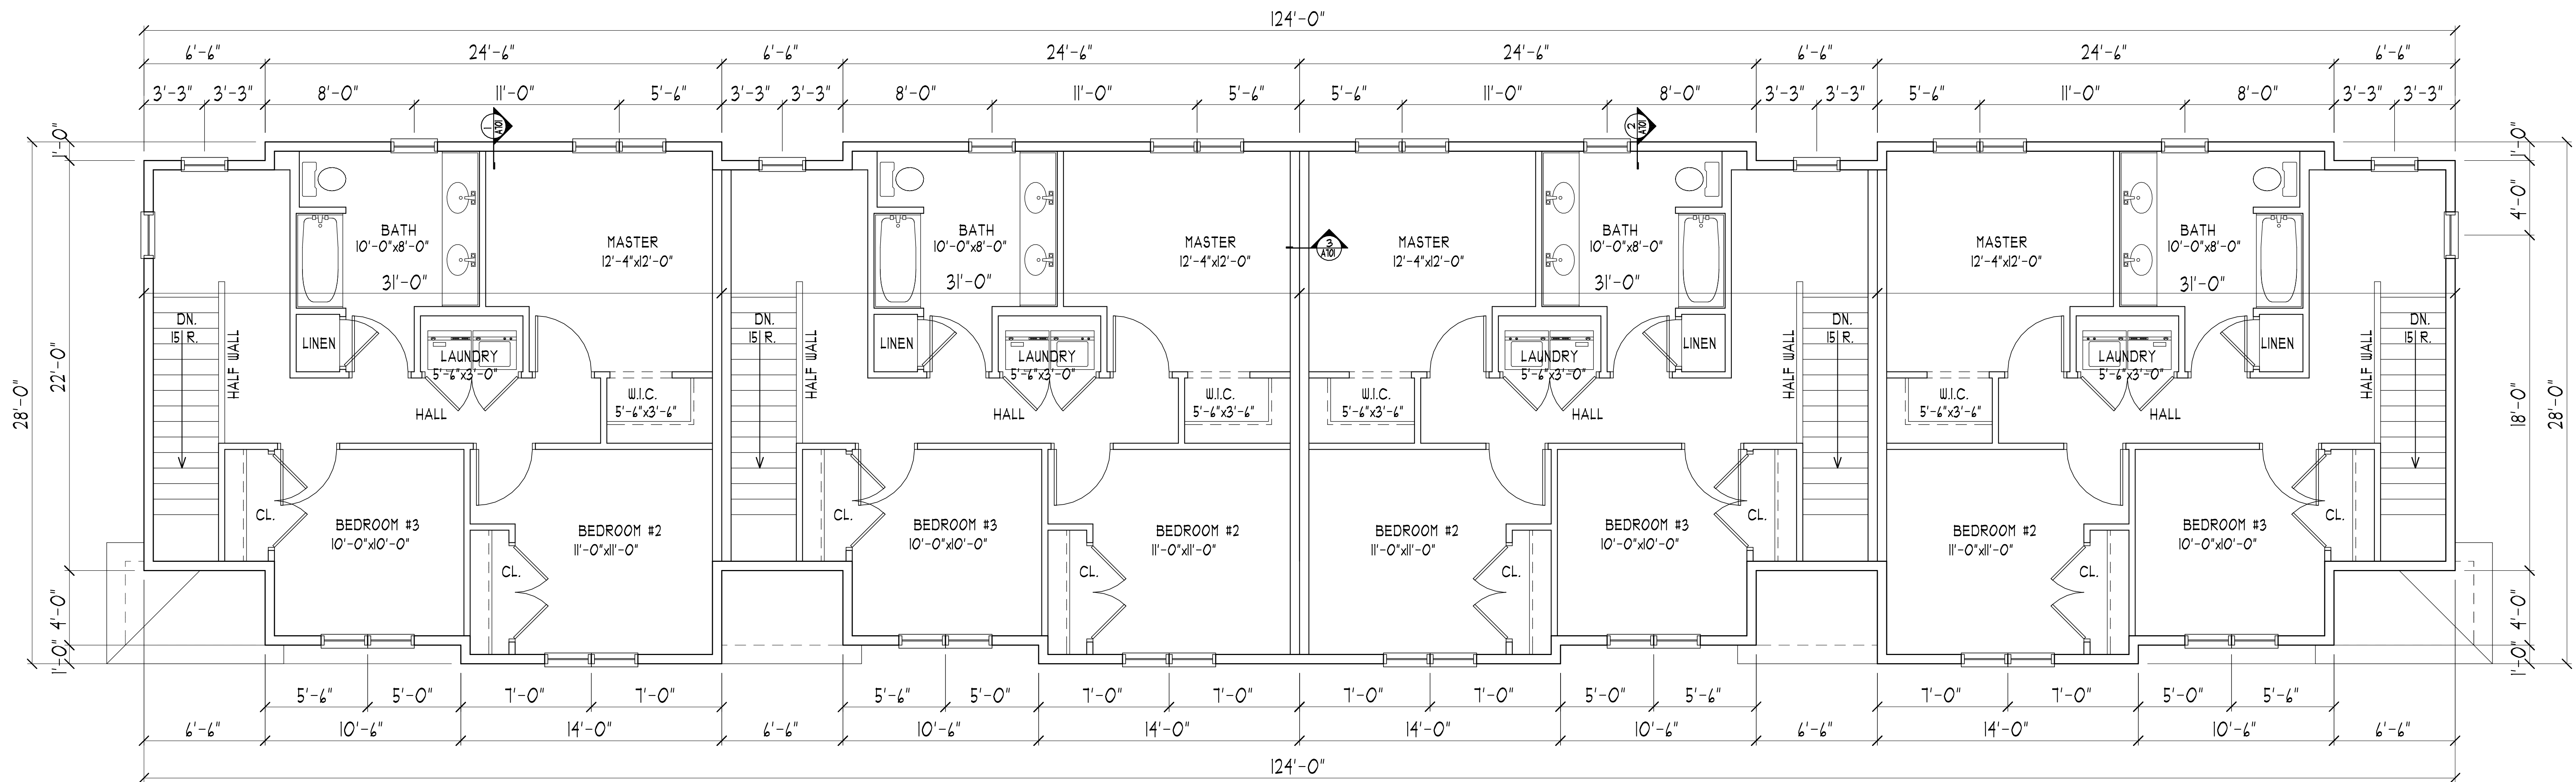 124'-0"
6'-6" 24'-6" 6'-6" 24'-6" 24'-6" 6'-6" 24'-6" 6'-6"
3'-3" 3'-3" 8'-0" 11'-0" 5'-6" 3'-3" 3'-3" 8'-0" 11'-0" 5'-6" 5'-6" 11'-0" 8'-0" 3'-3" 3'-3" 5'-6" 11'-0" 8'-0" 3'-3" 3'-3"
1 A701
2 A701
1'-0" 1'-0"
4'-0"
BATH BATH BATH BATH
10'-0"x8'-0" 10'-0"x8'-0" 10'-0"x8'-0" 10'-0"x8'-0"
MASTER MASTER MASTER MASTER
12'-4"x12'-0" 12'-4"x12'-0" 12'-4"x12'-0" 12'-4"x12'-0"
3 A701
31'-0" 31'-0" 31'-0" 31'-0"
DN. DN. DN. DN.
15 R. 15 R. 15 R. 15 R.
HALF WALL HALF WALL HALF WALL HALF WALL
LINEN LINEN LINEN LINEN
LAUNDRY LAUNDRY LAUNDRY LAUNDRY
5'-6"x3'-0" 5'-6"x3'-0" 5'-6"x3'-0" 5'-6"x3'-0"
22'-0"
28'-0"
18'-0"
28'-0"
W.I.C. W.I.C. W.I.C. W.I.C.
5'-6"x3'-6" 5'-6"x3'-6" 5'-6"x3'-6" 5'-6"x3'-6"
HALL HALL HALL HALL
CL. CL. CL. CL.
BEDROOM #3 BEDROOM #2 BEDROOM #3 BEDROOM #2 BEDROOM #2 BEDROOM #3 BEDROOM #2 BEDROOM #3
10'-0"x10'-0" 11'-0"x11'-0" 10'-0"x10'-0" 11'-0"x11'-0" 11'-0"x11'-0" 10'-0"x10'-0" 11'-0"x11'-0" 10'-0"x10'-0"
CL. CL. CL. CL.
4'-0" 4'-0"
1'-0" 1'-0"
5'-6" 5'-0" 7'-0" 7'-0" 5'-6" 5'-0" 7'-0" 7'-0" 7'-0" 7'-0" 5'-0" 5'-6" 7'-0" 7'-0" 5'-0" 5'-6"
6'-6" 10'-6" 14'-0" 6'-6" 10'-6" 14'-0" 14'-0" 10'-6" 6'-6" 14'-0" 10'-6" 6'-6"
124'-0"